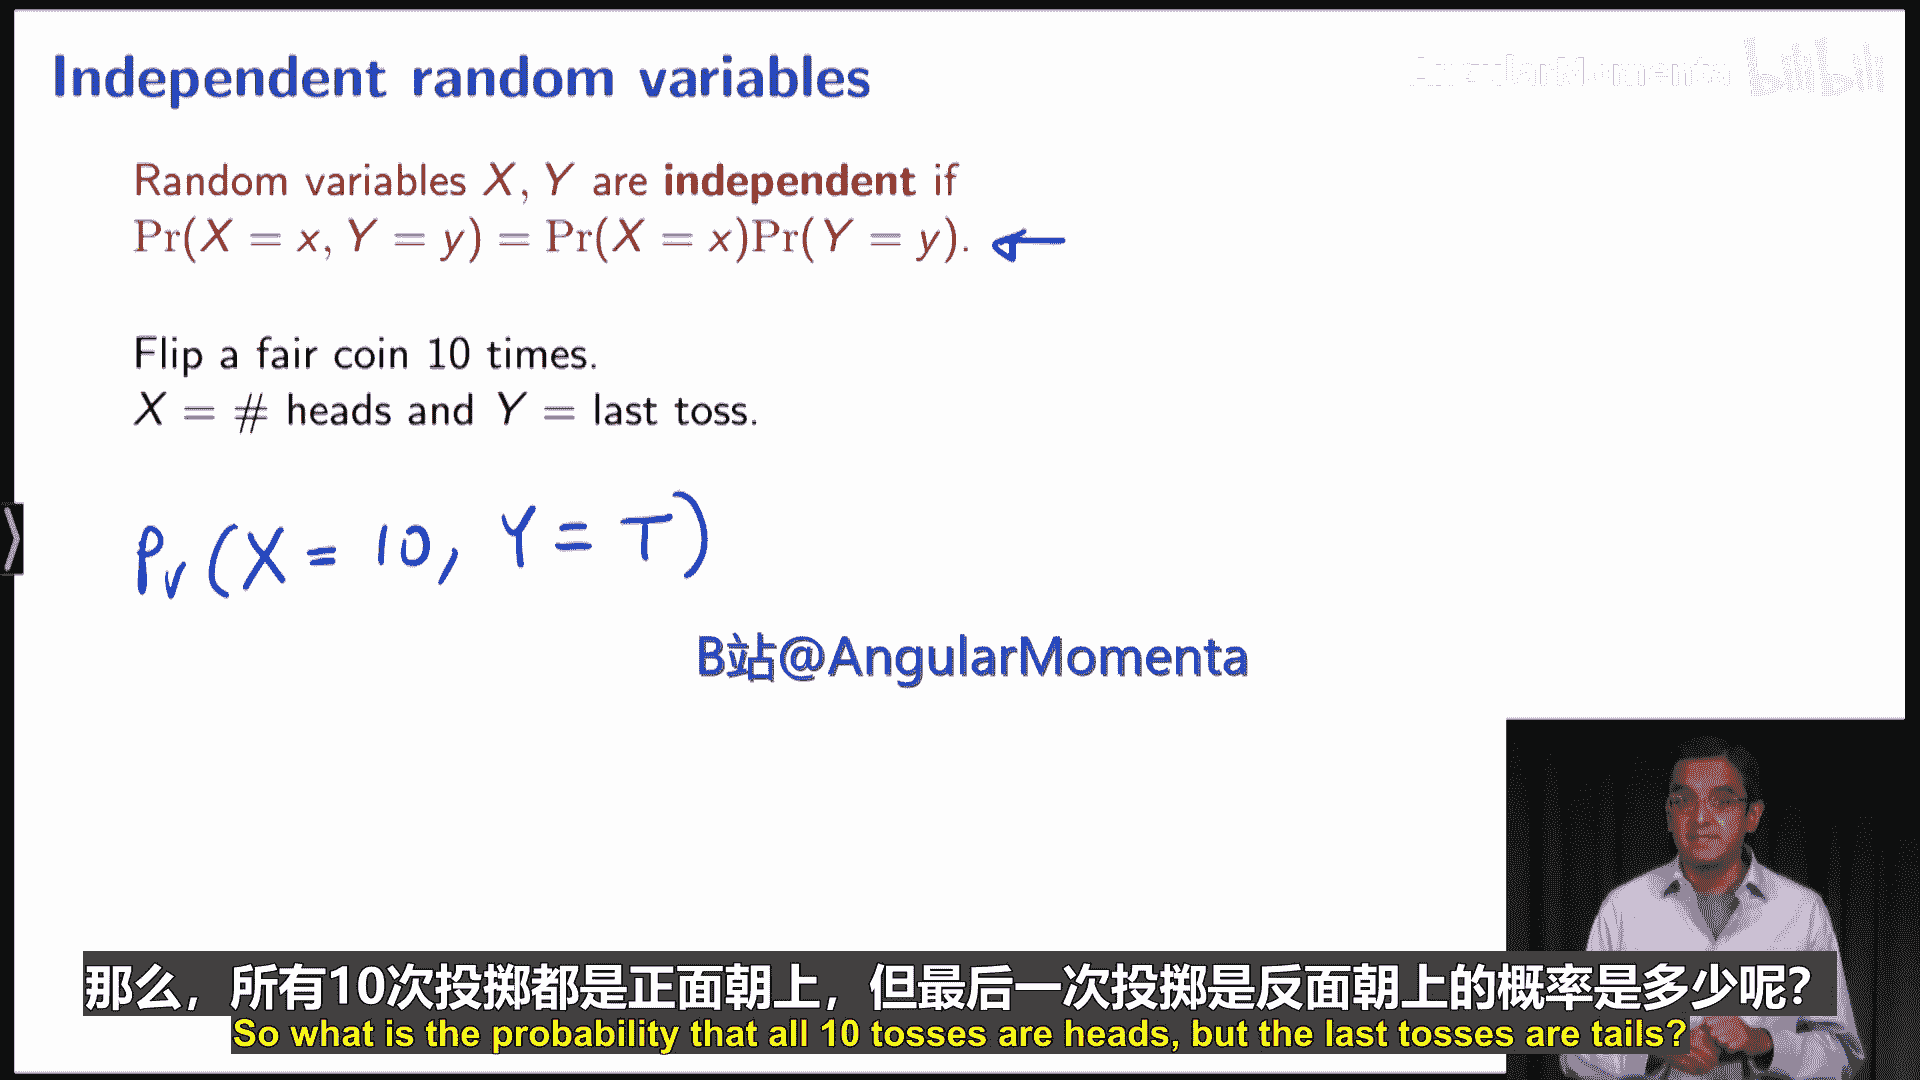 Independent random variables
AngularMomenta bilibili
Random variables X, Y are independent if
Pr(X = x, Y = y) = Pr(X = x)Pr(Y = y).
Flip a fair coin 10 times.
X = # heads and Y = last toss.
Pr(X = 10, Y = T)
B站@AngularMomenta
那么，所有10次投掷都是正面朝上，但最后一次投掷是反面朝上的概率是多少呢？
So what is the probability that all 10 tosses are heads, but the last tosses are tails?